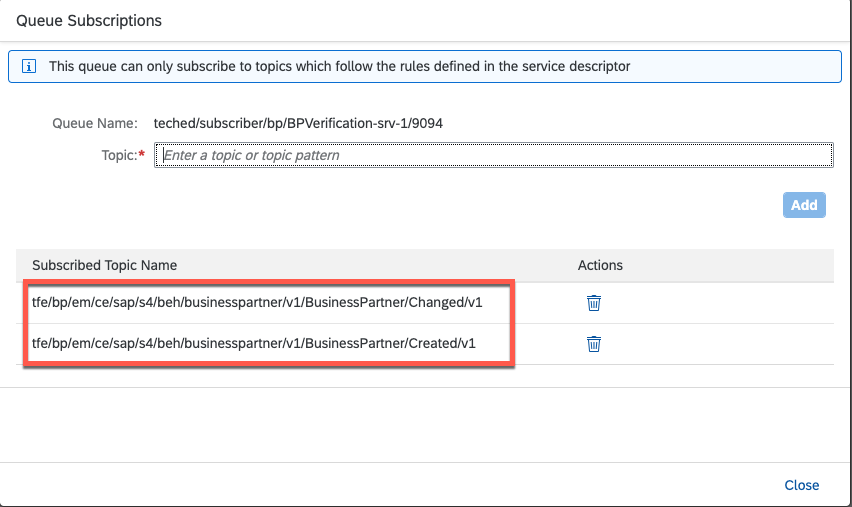 Queue Subscriptions
This queue can only subscribe to topics which follow the rules defined in the service descriptor
Queue Name: teched/subscriber/bp/BPVerification-srv-1/9094
Topic:* Enter a topic or topic pattern
Add
Subscribed Topic Name Actions
tfe/bp/em/ce/sap/s4/beh/businesspartner/v1/BusinessPartner/Changed/v1
tfe/bp/em/ce/sap/s4/beh/businesspartner/v1/BusinessPartner/Created/v1
Close